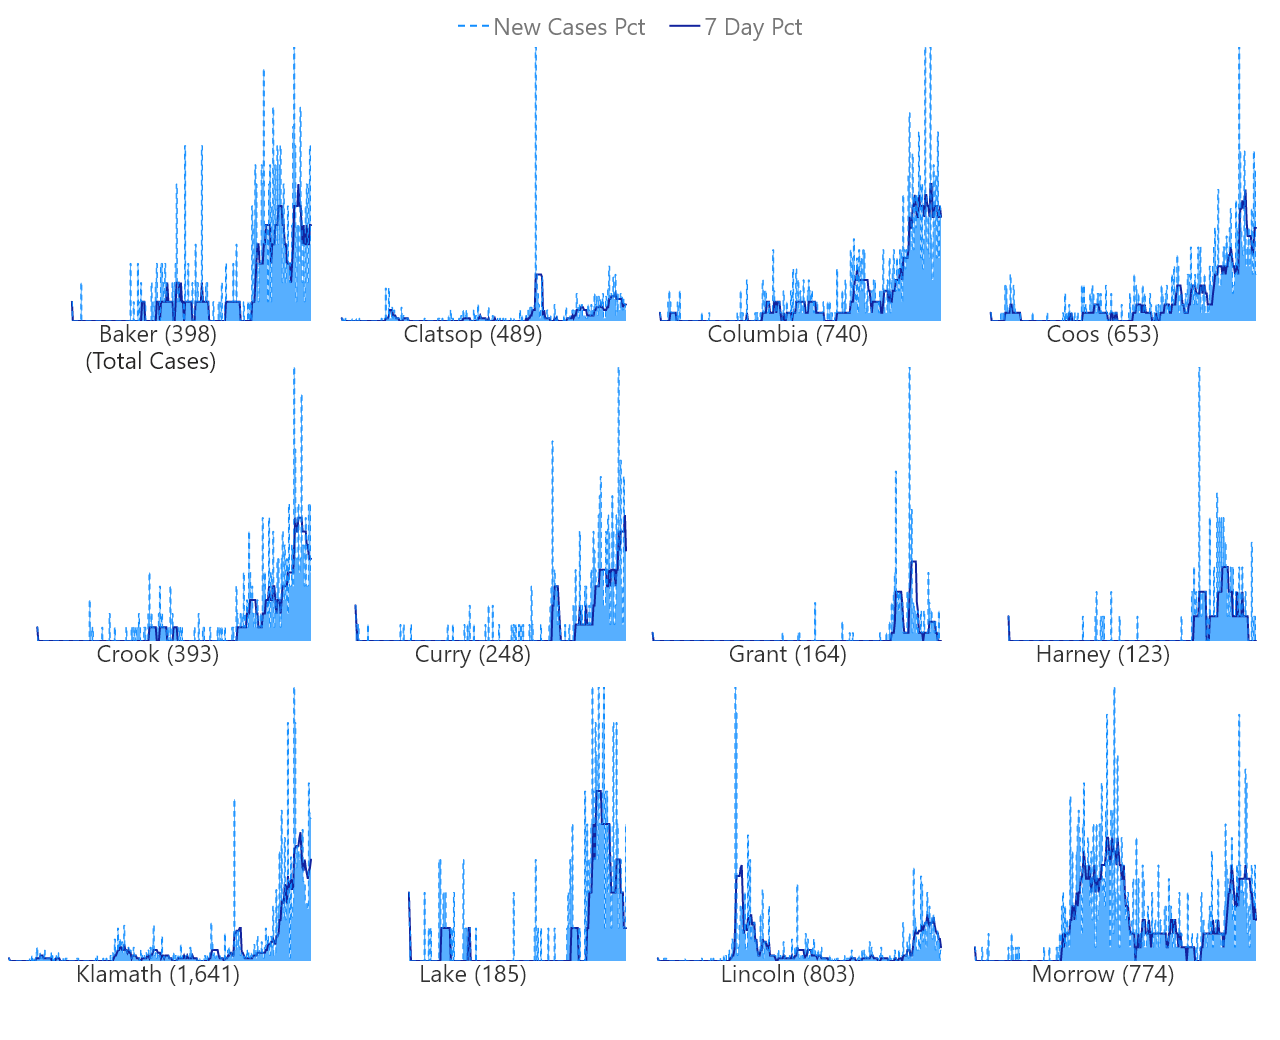 New Cases Pct 7 Day Pct
Baker (398)
(Total Cases)
Clatsop (489)
Columbia (740)
Coos (653)
Crook (393)
Curry (248)
Grant (164)
Harney (123)
Klamath (1,641)
Lake (185)
Lincoln (803)
Morrow (774)